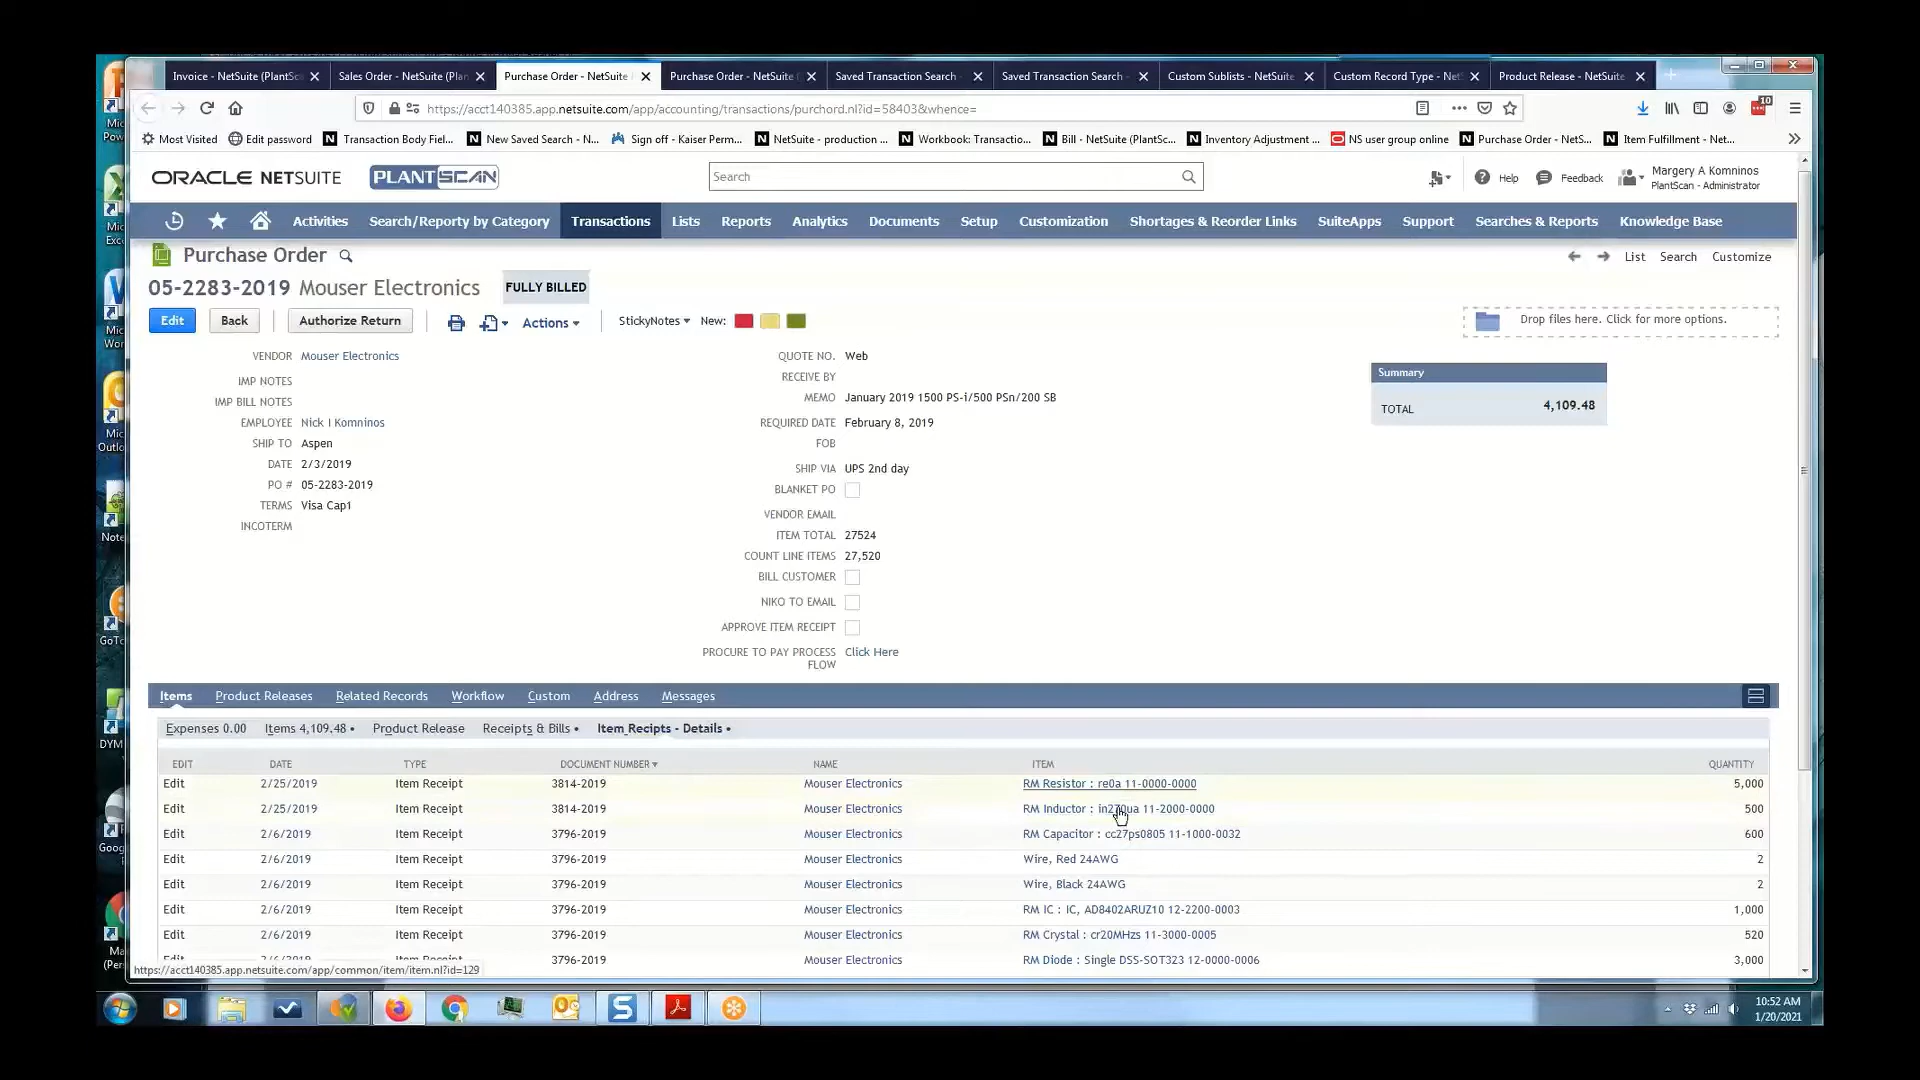 Invoice - NetSuite (PlantSc
Sales Order - NetSuite (Plan
Purchase Order - NetSuite
Purchase Order - NetSuite
Saved Transaction Search -
Saved Transaction Search -
Custom Sublists - NetSuite
Custom Record Type - Net
Product Release - NetSuite
https://acct140385.app.netsuite.com/app/accounting/transactions/purchord.nl?id=58403&whence=
10
Most Visited
Edit password
Transaction Body Fiel...
New Saved Search - N...
Sign off - Kaiser Perm...
NetSuite - production ...
Workbook: Transactio...
Bill - NetSuite (PlantSc...
Inventory Adjustment ...
NS user group online
Purchase Order - NetS...
Item Fulfillment - Net...
ORACLE NETSUITE
PLANTSCAN
Search
Help
Feedback
Margery A Komninos
PlantScan - Administrator
Activities
Search/Reporty by Category
Transactions
Lists
Reports
Analytics
Documents
Setup
Customization
Shortages & Reorder Links
SuiteApps
Support
Searches & Reports
Knowledge Base
Purchase Order
List
Search
Customize
05-2283-2019 Mouser Electronics
FULLY BILLED
Edit
Back
Authorize Return
Actions
StickyNotes
New:
Drop files here. Click for more options.
VENDOR Mouser Electronics
IMP NOTES
IMP BILL NOTES
EMPLOYEE Nick I Komninos
SHIP TO Aspen
DATE 2/3/2019
PO # 05-2283-2019
TERMS Visa Cap1
INCOTERM
QUOTE NO. Web
RECEIVE BY
MEMO January 2019 1500 PS-i/500 PSn/200 SB
REQUIRED DATE February 8, 2019
FOB
SHIP VIA UPS 2nd day
BLANKET PO
VENDOR EMAIL
ITEM TOTAL 27524
COUNT LINE ITEMS 27,520
BILL CUSTOMER
NIKO TO EMAIL
APPROVE ITEM RECEIPT
PROCURE TO PAY PROCESS Click Here
FLOW
Summary
TOTAL 4,109.48
Items
Product Releases
Related Records
Workflow
Custom
Address
Messages
Expenses 0.00
Items 4,109.48 •
Product Release
Receipts & Bills •
Item Recipts - Details •
EDIT DATE TYPE DOCUMENT NUMBER NAME ITEM QUANTITY
Edit 2/25/2019 Item Receipt 3814-2019 Mouser Electronics RM Resistor : re0a 11-0000-0000 5,000
Edit 2/25/2019 Item Receipt 3814-2019 Mouser Electronics RM Inductor : in270ua 11-2000-0000 500
Edit 2/6/2019 Item Receipt 3796-2019 Mouser Electronics RM Capacitor : cc27ps0805 11-1000-0032 600
Edit 2/6/2019 Item Receipt 3796-2019 Mouser Electronics Wire, Red 24AWG 2
Edit 2/6/2019 Item Receipt 3796-2019 Mouser Electronics Wire, Black 24AWG 2
Edit 2/6/2019 Item Receipt 3796-2019 Mouser Electronics RM IC : IC, AD8402ARUZ10 12-2200-0003 1,000
Edit 2/6/2019 Item Receipt 3796-2019 Mouser Electronics RM Crystal : cr20MHzs 11-3000-0005 520
Item Receipt 3796-2019 Mouser Electronics RM Diode : Single DSS-SOT323 12-0000-0006 3,000
https://acct140385.app.netsuite.com/app/common/item/item.nl?id=129
10:52 AM
1/20/2021